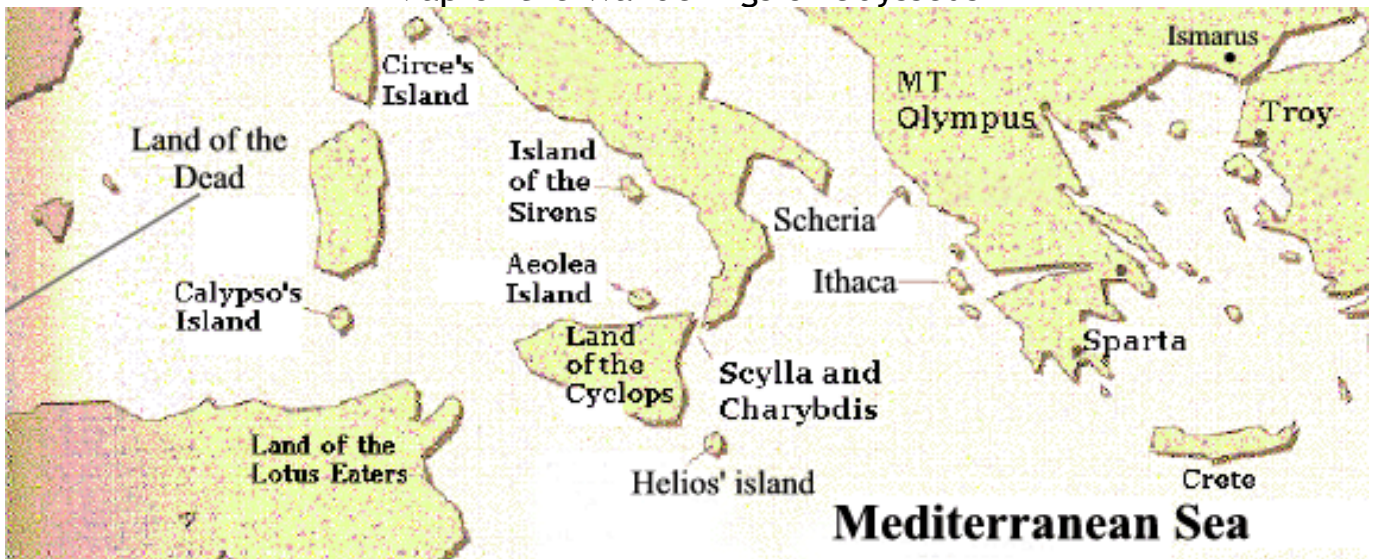 Ismarus
Circe's
Island
MT
Olympus
Troy
Land of the
Dead
Island
of the
Sirens
Scheria
Aeolea
Island
Ithaca
Calypso's
Island
Land
of the
Cyclops
Sparta
Scylla and
Charybdis
Land of the
Lotus Eaters
Helios' island
Crete
Mediterranean Sea